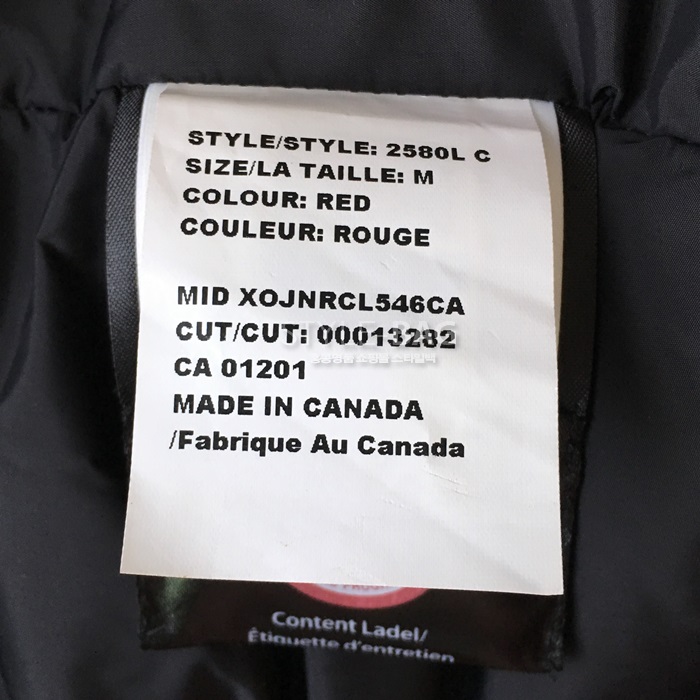 STYLE/STYLE: 2580L C
SIZE/LA TAILLE: M
COLOUR: RED
COULEUR: ROUGE
MID XOJNRCL546CA
CUT/CUT: 00013282
CA 01201
MADE IN CANADA
/Fabrique Au Canada
Content Ladel/
Étiquette d'entretien